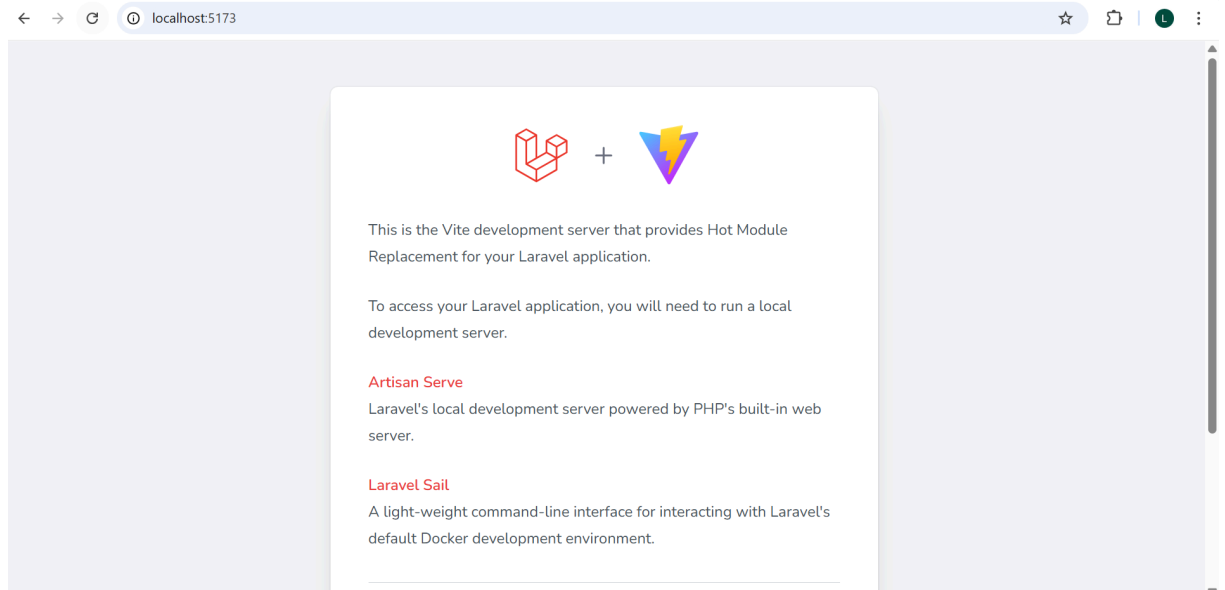 localhost:5173
L
+
This is the Vite development server that provides Hot Module
Replacement for your Laravel application.
To access your Laravel application, you will need to run a local
development server.
Artisan Serve
Laravel's local development server powered by PHP's built-in web
server.
Laravel Sail
A light-weight command-line interface for interacting with Laravel's
default Docker development environment.